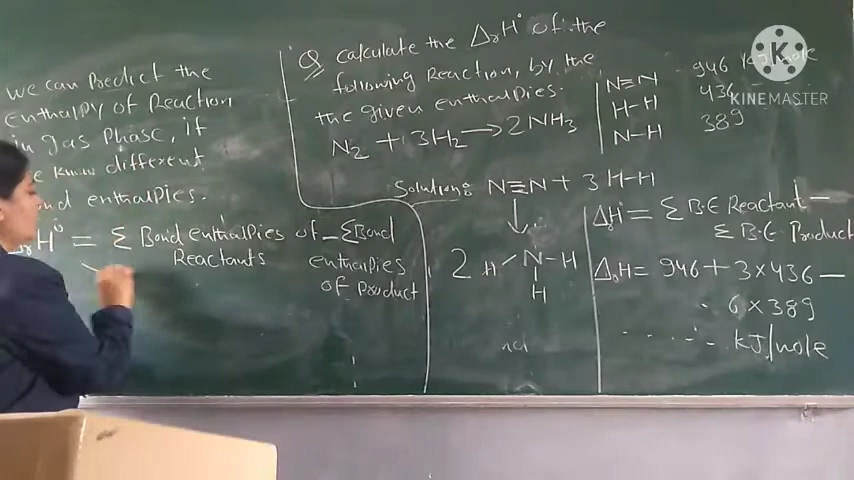 we can predict the
Enthalpy of Reaction
in gas phase, if
we know different
bond enthalpies.
H° = Σ Bond enthalpies of - Σ Bond
Reactants enthalpies
of product
Q calculate the ΔrH° of the
following Reaction, by the
the given enthalpies.
N2 + 3H2 → 2NH3
N≡N 946 KJ/mole
H-H 436
N-H 389
Solution: N≡N + 3 H-H
↓
2 H N-H
H
ΔrH° = Σ B.E Reactant -
Σ B.E Product
ΔrH = 946 + 3 × 436 -
6 × 389
...... kJ/mole
K
KINEMASTER